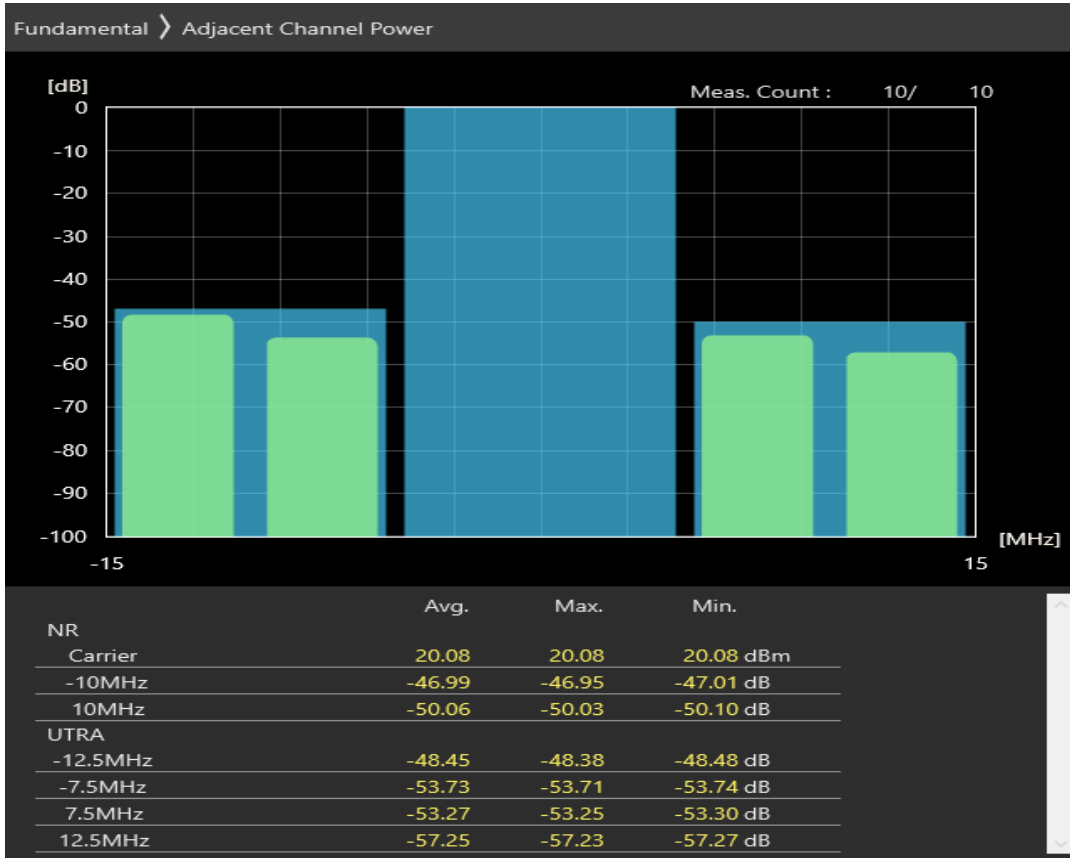 Fundamental ❭ Adjacent Channel Power
[dB]
Meas. Count : 10/ 10
0
-10
-20
-30
-40
-50
-60
-70
-80
-90
-100
[MHz]
-15 15
Avg. Max. Min.
NR
Carrier 20.08 20.08 20.08 dBm
-10MHz -46.99 -46.95 -47.01 dB
10MHz -50.06 -50.03 -50.10 dB
UTRA
-12.5MHz -48.45 -48.38 -48.48 dB
-7.5MHz -53.73 -53.71 -53.74 dB
7.5MHz -53.27 -53.25 -53.30 dB
12.5MHz -57.25 -57.23 -57.27 dB